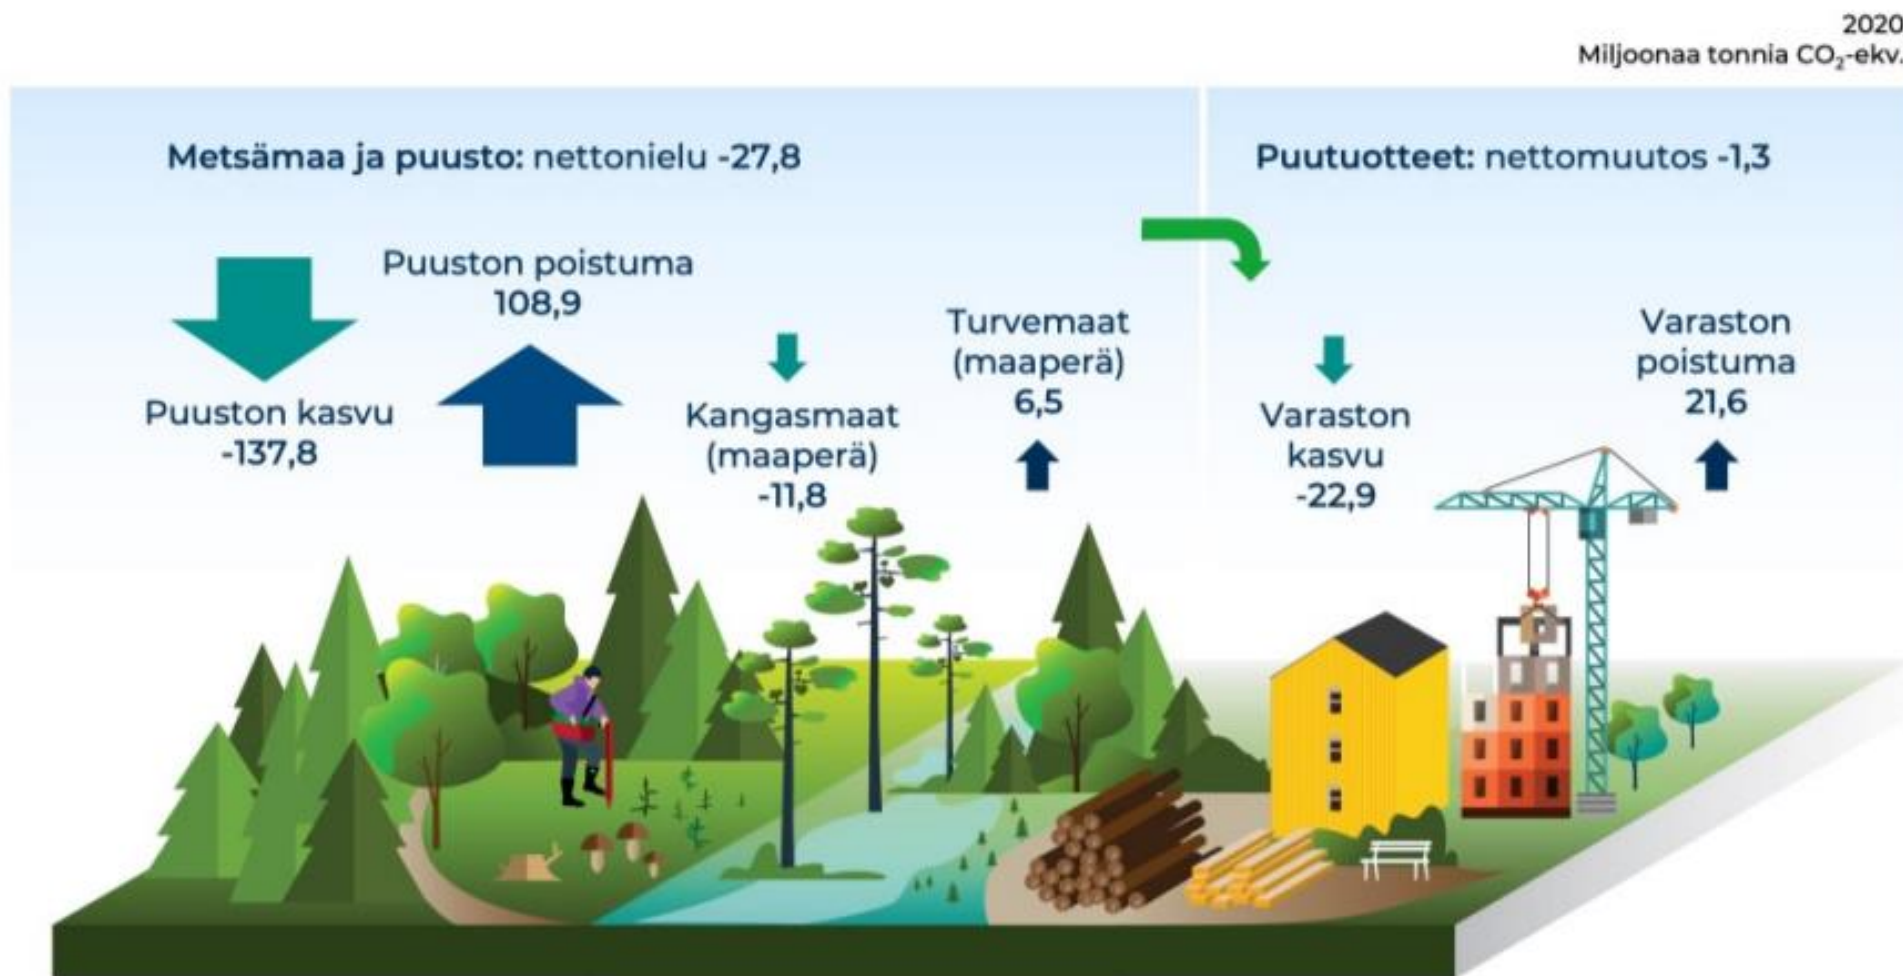 2020
Miljoonaa tonnia CO₂-ekv.
Metsämaa ja puusto: nettonielu -27,8
Puuston kasvu
-137,8
Puuston poistuma
108,9
Kangasmaat
(maaperä)
-11,8
Turvemaat
(maaperä)
6,5
Puutuotteet: nettomuutos -1,3
Varaston
kasvu
-22,9
Varaston
poistuma
21,6